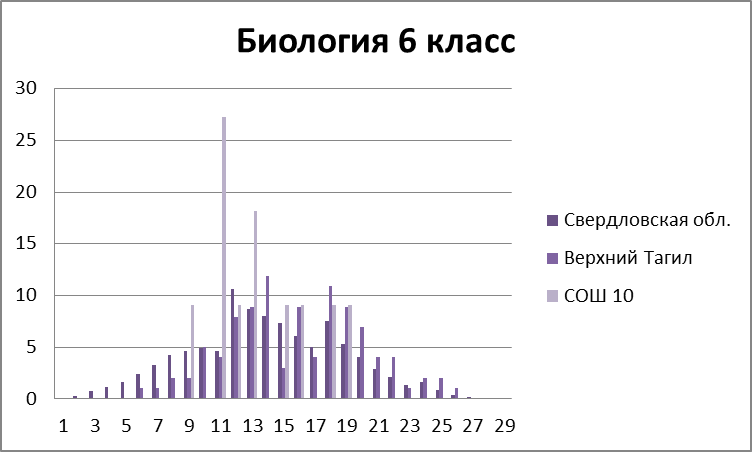 Биология 6 класс
30
25
20
15
10
5
0
1 3 5 7 9 11 13 15 17 19 21 23 25 27 29
Свердловская обл.
Верхний Тагил
СОШ 10